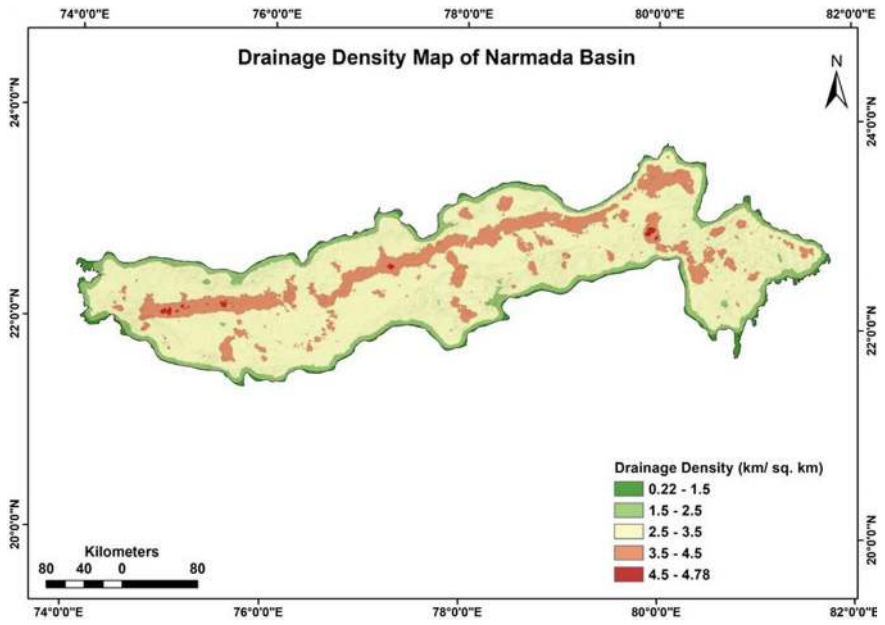 74°0'0"E 76°0'0"E 78°0'0"E 80°0'0"E 82°0'0"E
Drainage Density Map of Narmada Basin
N
24°0'0"N
24°0'0"N
22°0'0"N
22°0'0"N
20°0'0"N
20°0'0"N
Drainage Density (km/ sq. km)
0.22 - 1.5
1.5 - 2.5
2.5 - 3.5
3.5 - 4.5
4.5 - 4.78
Kilometers
80 40 0 80
74°0'0"E 76°0'0"E 78°0'0"E 80°0'0"E 82°0'0"E